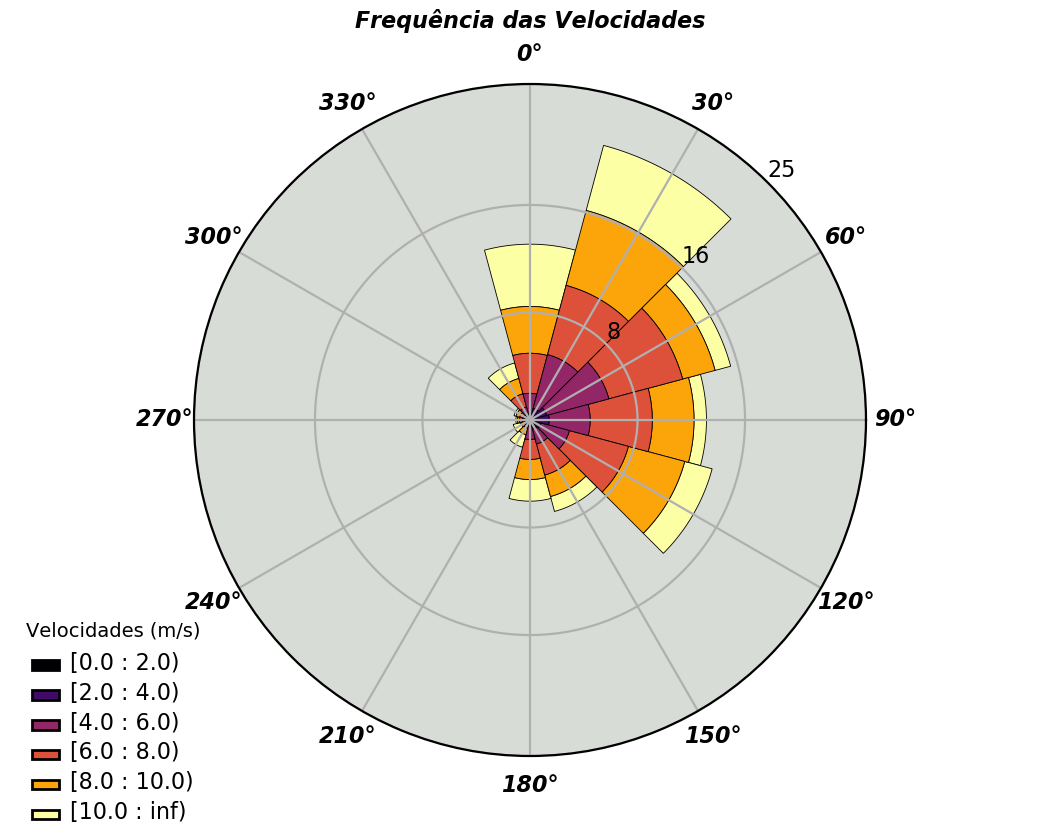 Frequência das Velocidades
0°
330°
30°
25
300°
60°
16
8
270°
90°
240°
120°
210°
150°
180°
Velocidades (m/s)
[0.0 : 2.0)
[2.0 : 4.0)
[4.0 : 6.0)
[6.0 : 8.0)
[8.0 : 10.0)
[10.0 : inf)